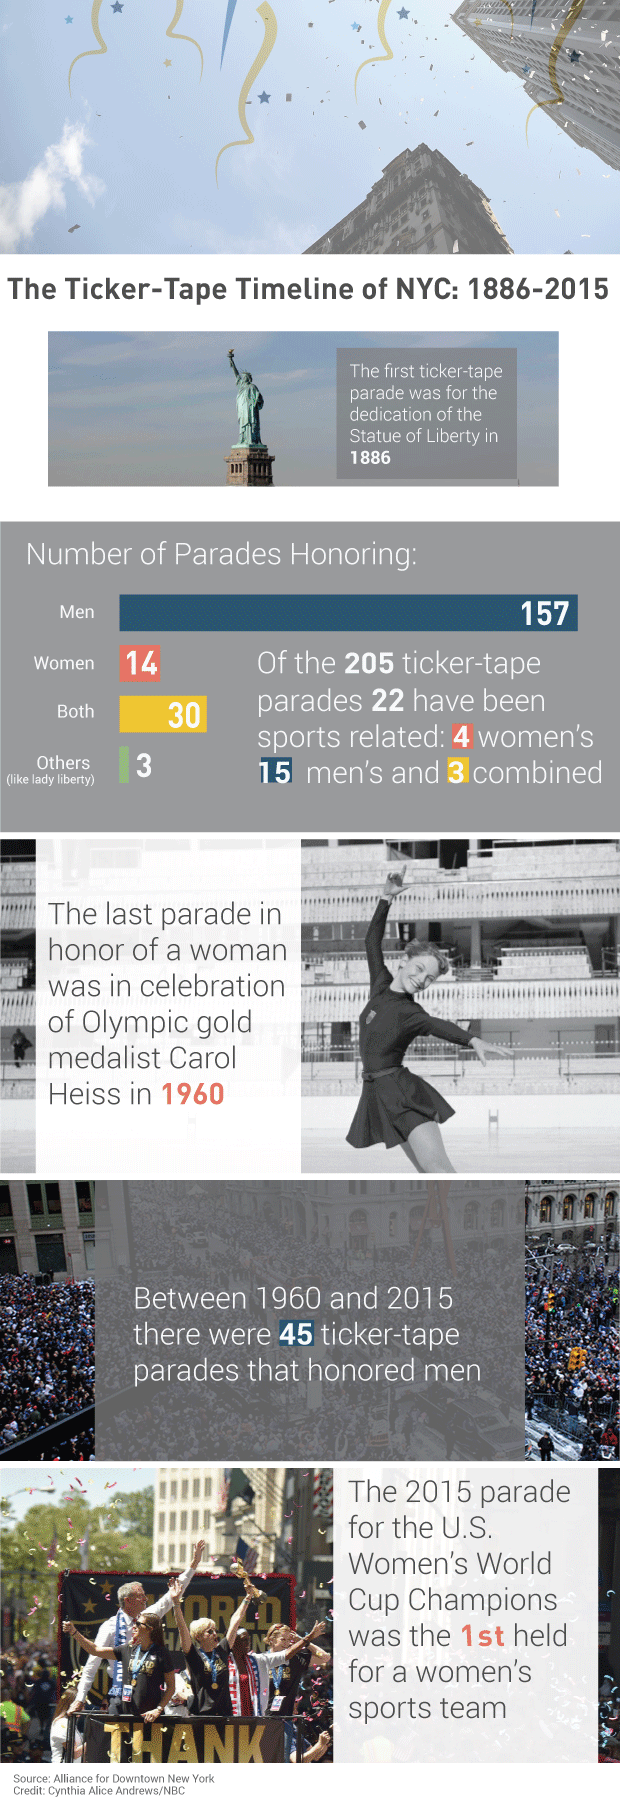 The Ticker-Tape Timeline of NYC: 1886-2015
The first ticker-tape
parade was for the
dedication of the
Statue of Liberty in
1886
Number of Parades Honoring:
Men
157
Women
14
Both
30
Others
(like lady liberty)
3
Of the 205 ticker-tape
parades 22 have been
sports related: 4 women's
15 men's and 3 combined
The last parade in
honor of a woman
was in celebration
of Olympic gold
medalist Carol
Heiss in 1960
Between 1960 and 2015
there were 45 ticker-tape
parades that honored men
WORLD
THANK
The 2015 parade
for the U.S.
Women's World
Cup Champions
was the 1st held
for a women's
sports team
Source: Alliance for Downtown New York
Credit: Cynthia Alice Andrews/NBC